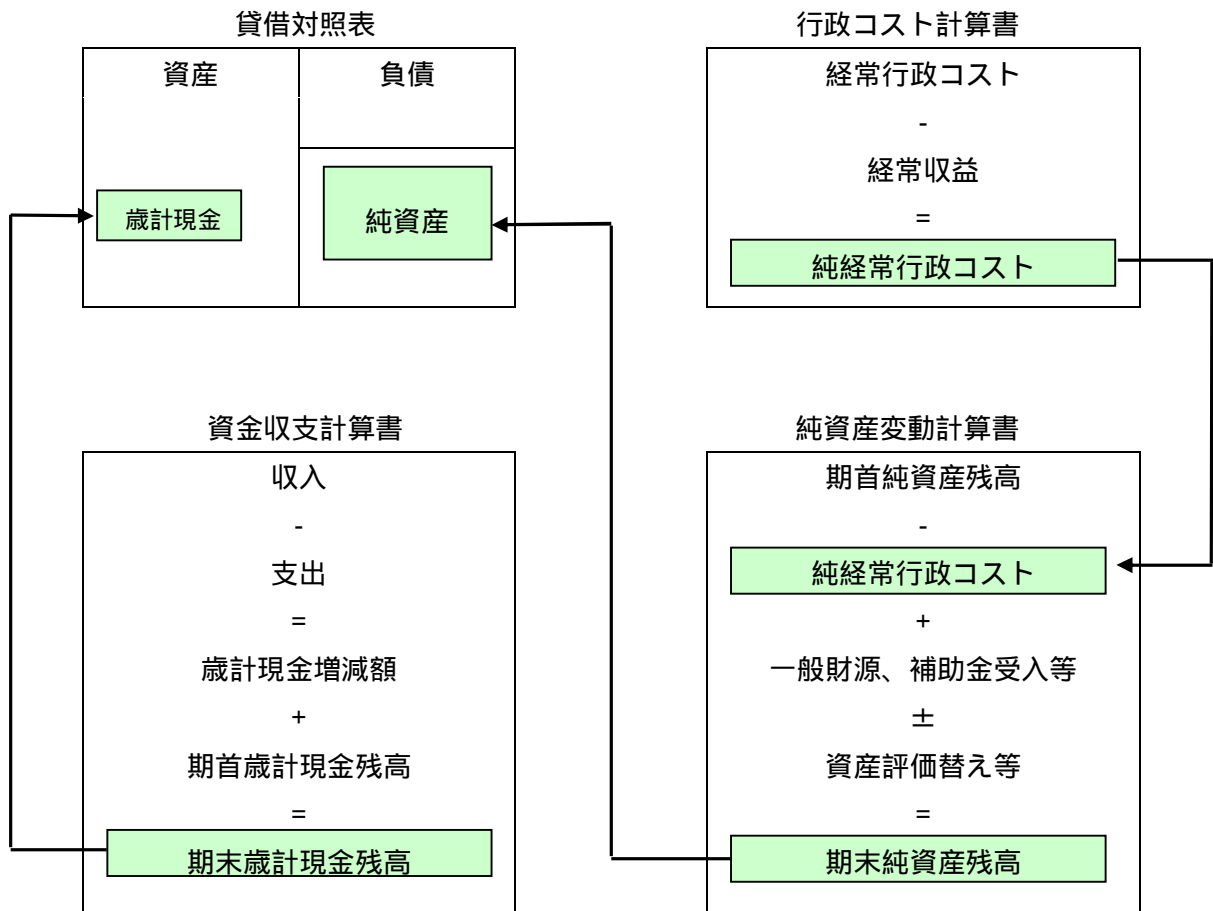 貸借対照表
資産
負債
歳計現金
純資産
行政コスト計算書
経常行政コスト
-
経常収益
=
純経常行政コスト
資金収支計算書
収入
-
支出
=
歳計現金増減額
+
期首歳計現金残高
=
期末歳計現金残高
純資産変動計算書
期首純資産残高
-
純経常行政コスト
+
一般財源、補助金受入等
±
資産評価替え等
=
期末純資産残高